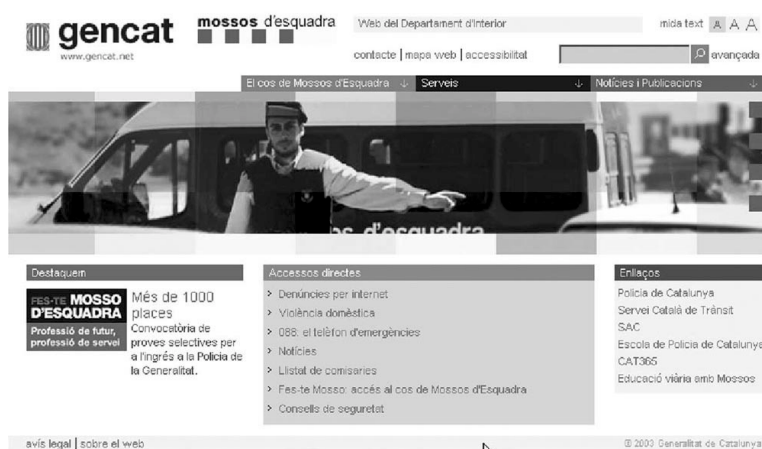 gencat
www.gencat.net
mossos d'esquadra
Web del Departament d'Interior
mida text A A A
contacte | mapa web | accessibilitat
avançada
El cos de Mossos d'Esquadra
Serveis
Notícies i Publicacions
s d'esquadra
Destaquem
FES-TE MOSSO
D'ESQUADRA
Professió de futur,
professió de servei
Més de 1000
places
Convocatòria de
proves selectives per
a l'ingrés a la Policia de
la Generalitat.
Accessos directes
> Denúncies per internet
> Violència domèstica
> 088: el telèfon d'emergències
> Notícies
> Llistat de comisaries
> Fes-te Mosso: accés al cos de Mossos d'Esquadra
> Consells de seguretat
Enllaços
Policia de Catalunya
Servei Català de Trànsit
SAC
Escola de Policia de Catalunya
CAT365
Educació viària amb Mossos
avís legal | sobre el web
© 2003 Generalitat de Catalunya